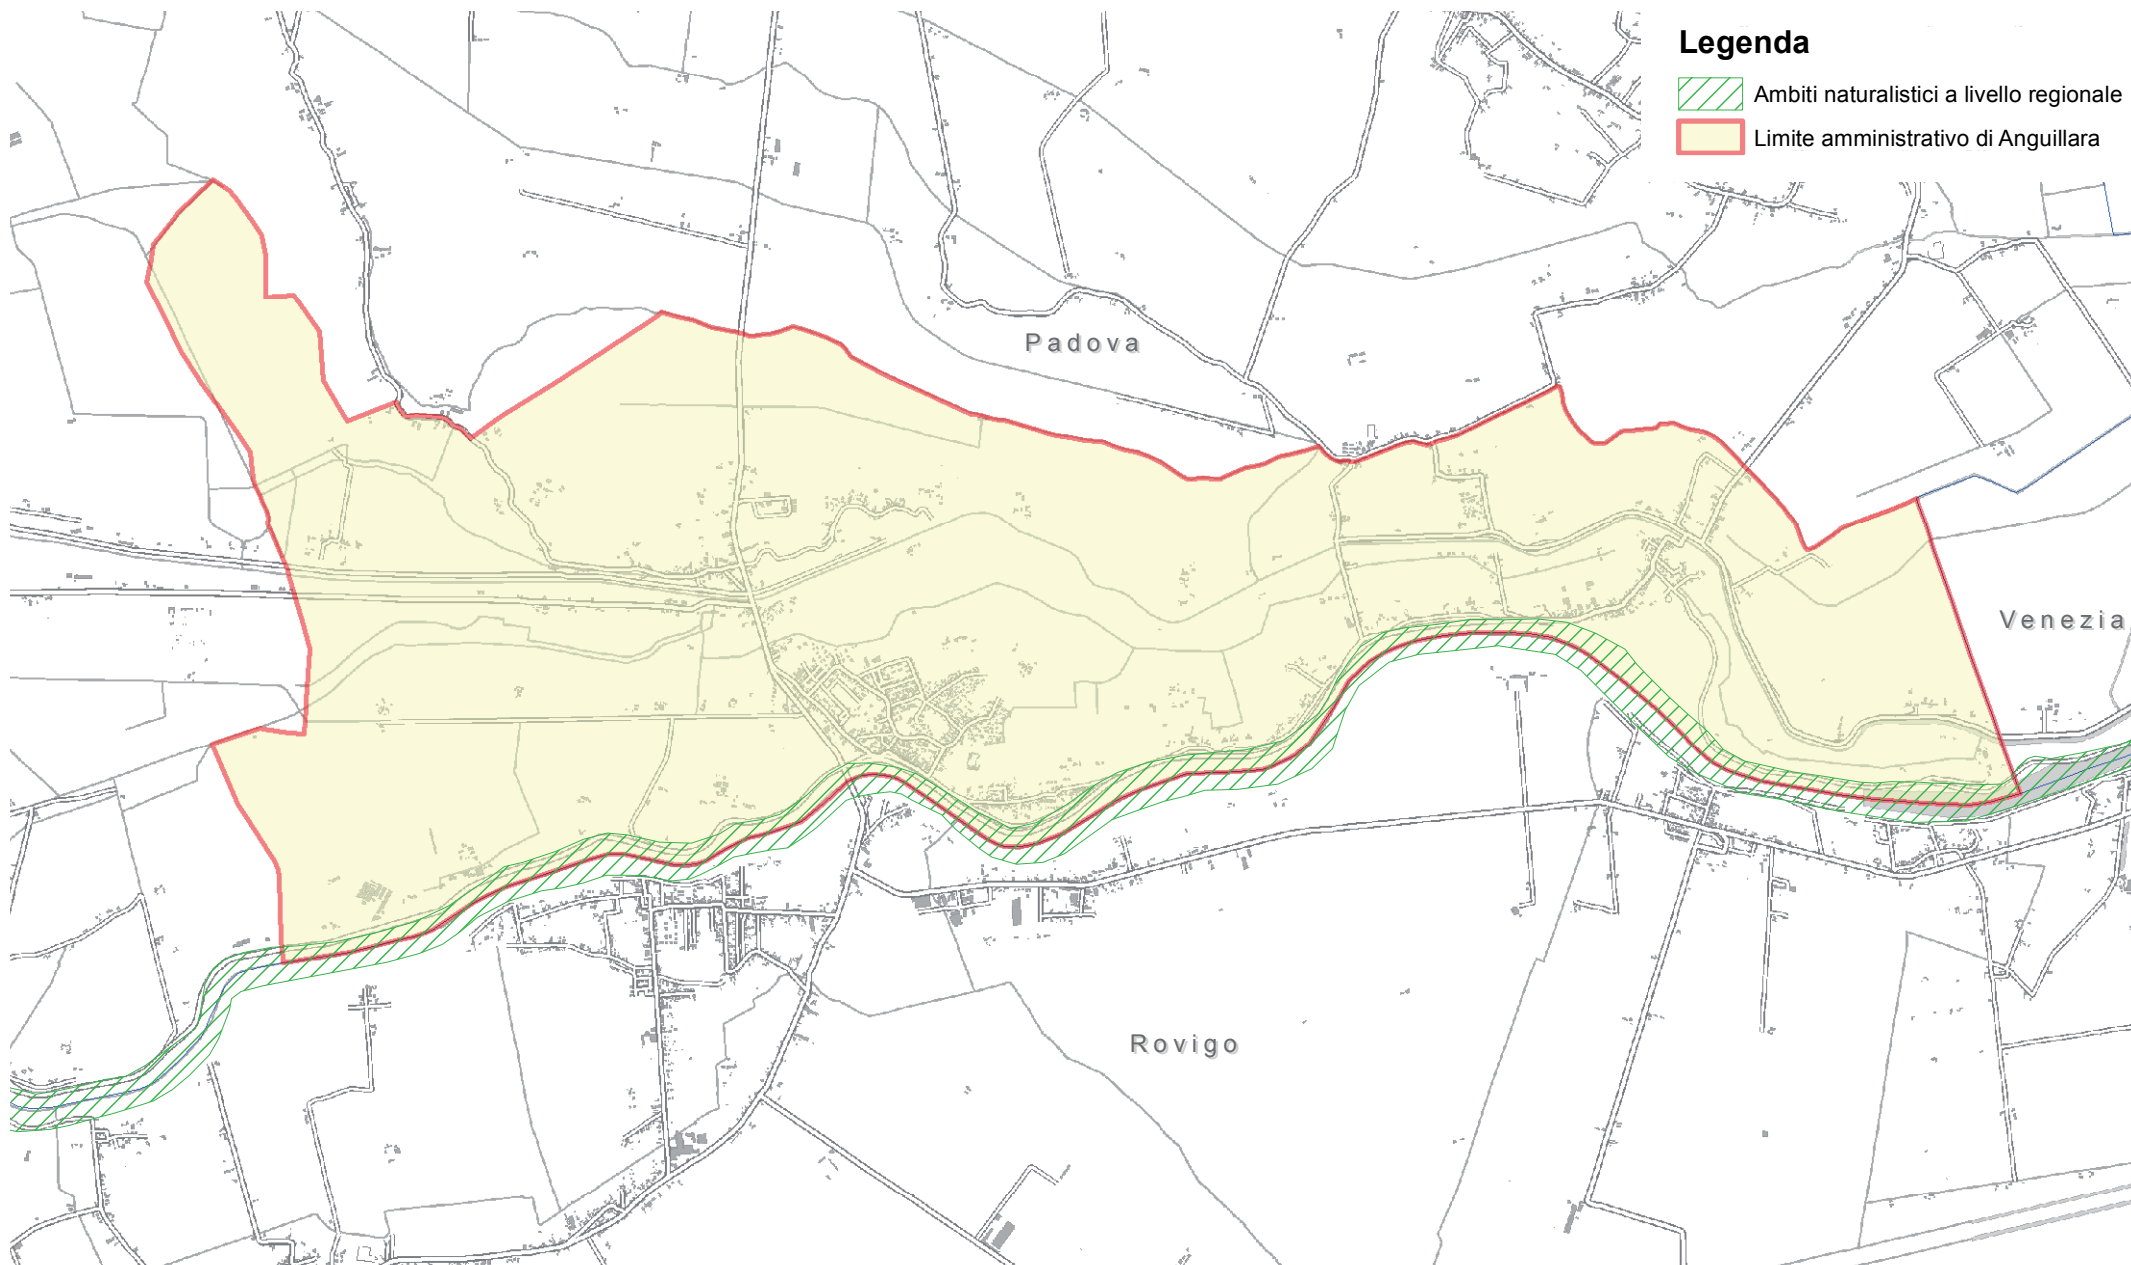 Legenda
Ambiti naturalistici a livello regionale
Limite amministrativo di Anguillara
Padova
Venezia
Rovigo